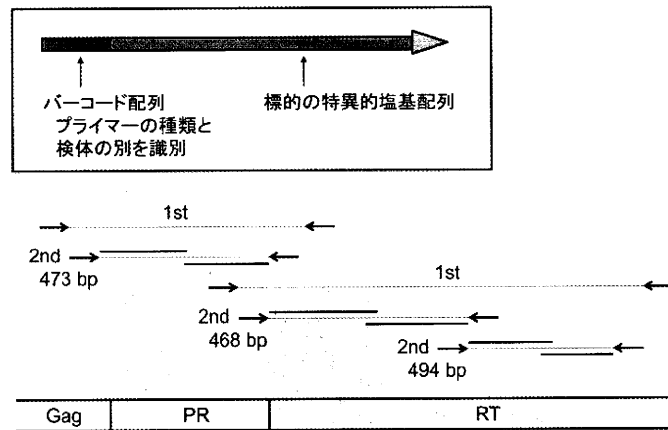 バーコード配列
プライマーの種類と
検体の別を識別
標的の特異的塩基配列
1st
2nd
473 bp
1st
2nd
468 bp
2nd
494 bp
Gag PR RT